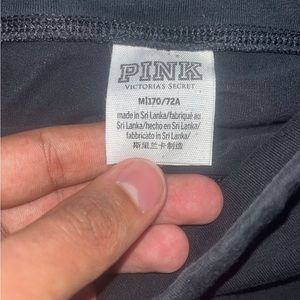 PINK
VICTORIA'S SECRET
M|170/72A
made in Sri Lanka/fabriqué au
Sri Lanka/hecho en Sri Lanka/
fabbricato in Sri Lanka/
斯里兰卡制造